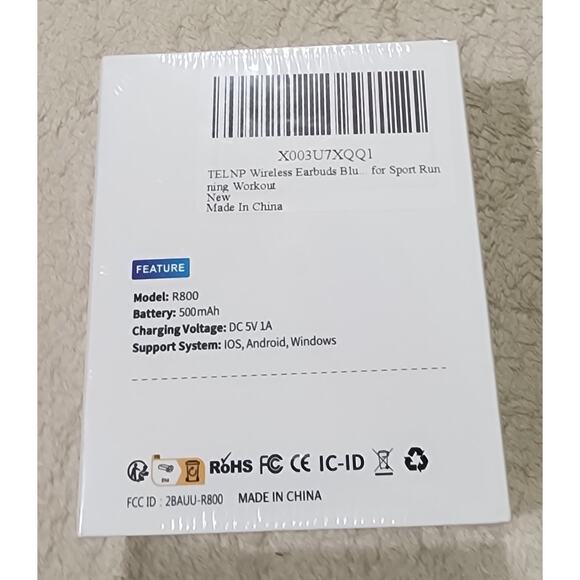 X003U7XQQ1
TELNP Wireless Earbuds Blu... for Sport Run
ning Workout
New
Made In China
FEATURE
Model: R800
Battery: 500mAh
Charging Voltage: DC 5V 1A
Support System: IOS, Android, Windows
RoHS FC CE IC-ID
FCC ID : 2BAUU-R800 MADE IN CHINA